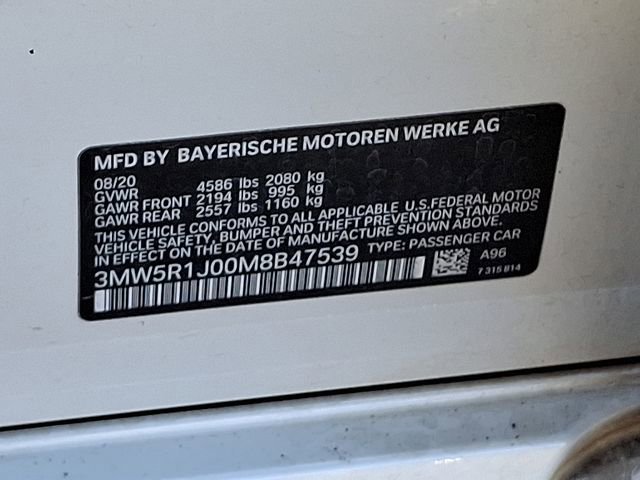 MFD BY BAYERISCHE MOTOREN WERKE AG
08/20
GVWR 4586 lbs 2080 kg
GAWR FRONT 2194 lbs 995 kg
GAWR REAR 2557 lbs 1160 kg
THIS VEHICLE CONFORMS TO ALL APPLICABLE U.S.FEDERAL MOTOR
VEHICLE SAFETY, BUMPER, AND THEFT PREVENTION STANDARDS
IN EFFECT ON THE DATE OF MANUFACTURE SHOWN ABOVE.
3MW5R1J00M8B47539 TYPE: PASSENGER CAR
A96
7 315 814